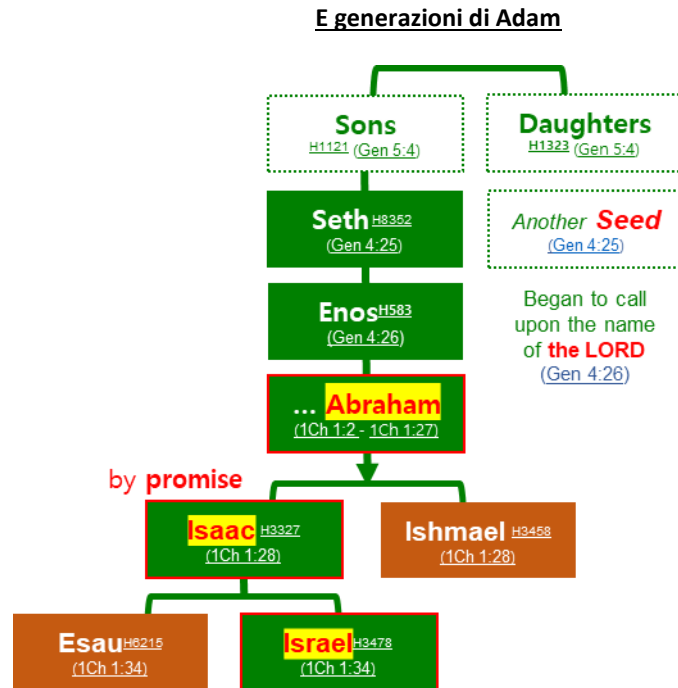 E generazioni di Adam
Sons
H1121 (Gen 5:4)
Daughters
H1323 (Gen 5:4)
Seth H8352
(Gen 4:25)
Another Seed
(Gen 4:25)
Enos H583
(Gen 4:26)
Began to call
upon the name
of the LORD
(Gen 4:26)
... Abraham
(1Ch 1:2 - 1Ch 1:27)
by promise
Isaac H3327
(1Ch 1:28)
Ishmael H3458
(1Ch 1:28)
Esau H6215
(1Ch 1:34)
Israel H3478
(1Ch 1:34)